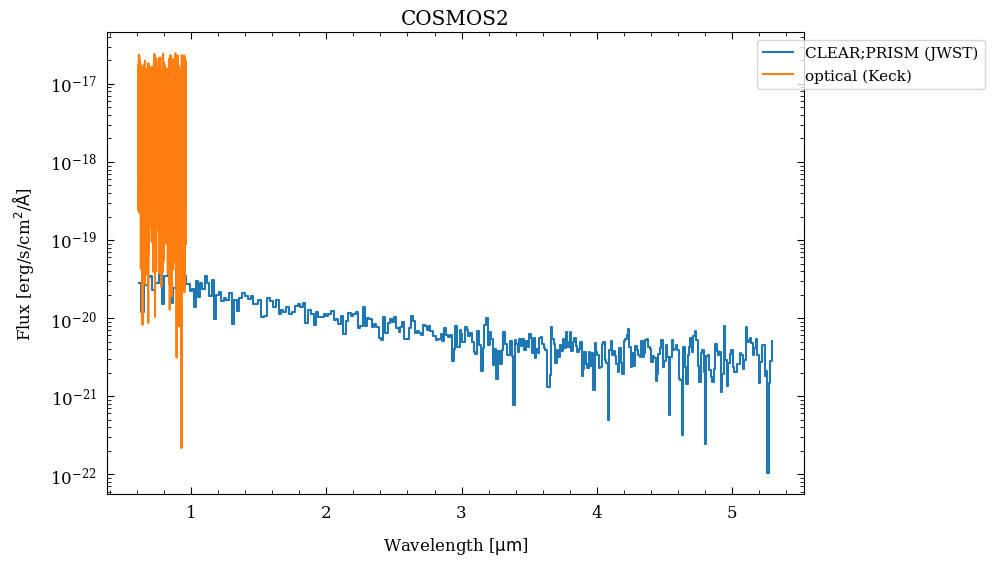 COSMOS2
CLEAR;PRISM (JWST)
optical (Keck)
Flux [erg/s/cm²/Å]
10⁻¹⁷
10⁻¹⁸
10⁻¹⁹
10⁻²⁰
10⁻²¹
10⁻²²
1 2 3 4 5
Wavelength [μm]